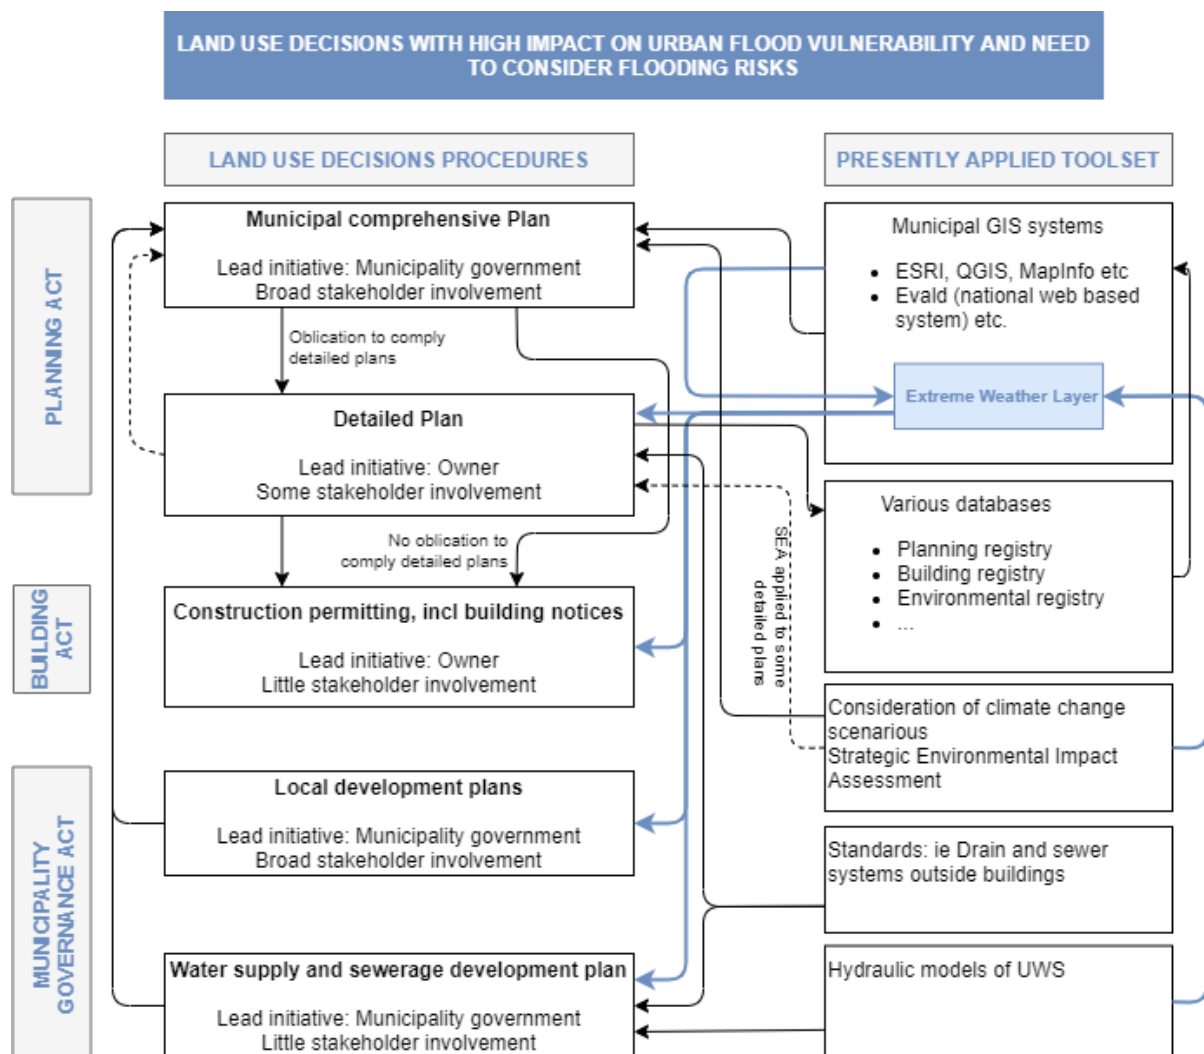 LAND USE DECISIONS WITH HIGH IMPACT ON URBAN FLOOD VULNERABILITY AND NEED
TO CONSIDER FLOODING RISKS
LAND USE DECISIONS PROCEDURES
PRESENTLY APPLIED TOOLSET
PLANNING ACT
Municipal comprehensive Plan
Lead initiative: Municipality government
Broad stakeholder involvement
Oblication to comply
detailed plans
Detailed Plan
Lead initiative: Owner
Some stakeholder involvement
No oblication to
comply detailed plans
BUILDING
ACT
Construction permitting, incl building notices
Lead initiative: Owner
Little stakeholder involvement
MUNICIPALITY
GOVERNANCE ACT
Local development plans
Lead initiative: Municipality government
Broad stakeholder involvement
Water supply and sewerage development plan
Lead initiative: Municipality government
Little stakeholder involvement
Municipal GIS systems
• ESRI, QGIS, MapInfo etc
• Evald (national web based
system) etc.
Extreme Weather Layer
Various databases
• Planning registry
• Building registry
• Environmental registry
• ...
SEA applied to some
detailed plans
Consideration of climate change
scenarious
Strategic Environmental Impact
Assessment
Standards: ie Drain and sewer
systems outside buildings
Hydraulic models of UWS